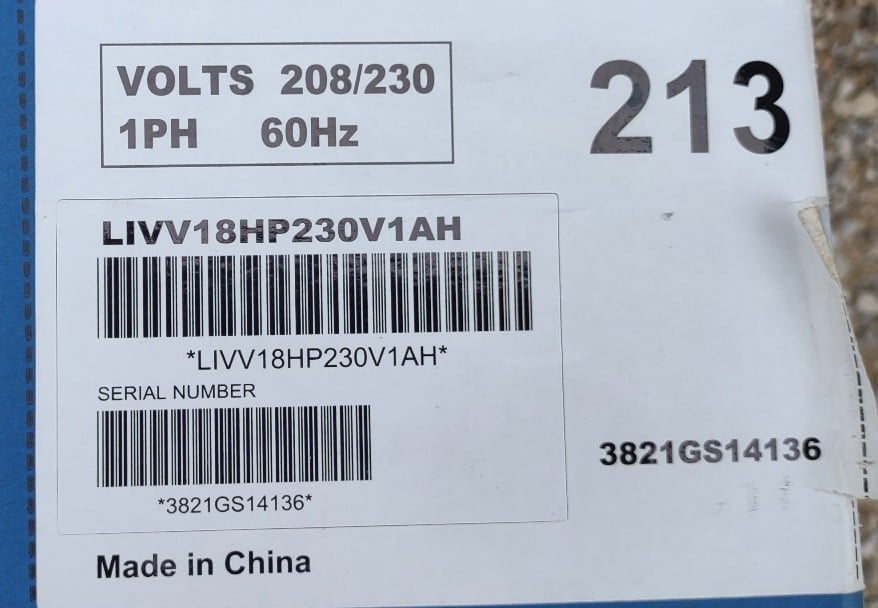 VOLTS 208/230
1PH 60Hz
213
LIVV18HP230V1AH
*LIVV18HP230V1AH*
SERIAL NUMBER
*3821GS14136*
3821GS14136
Made in China